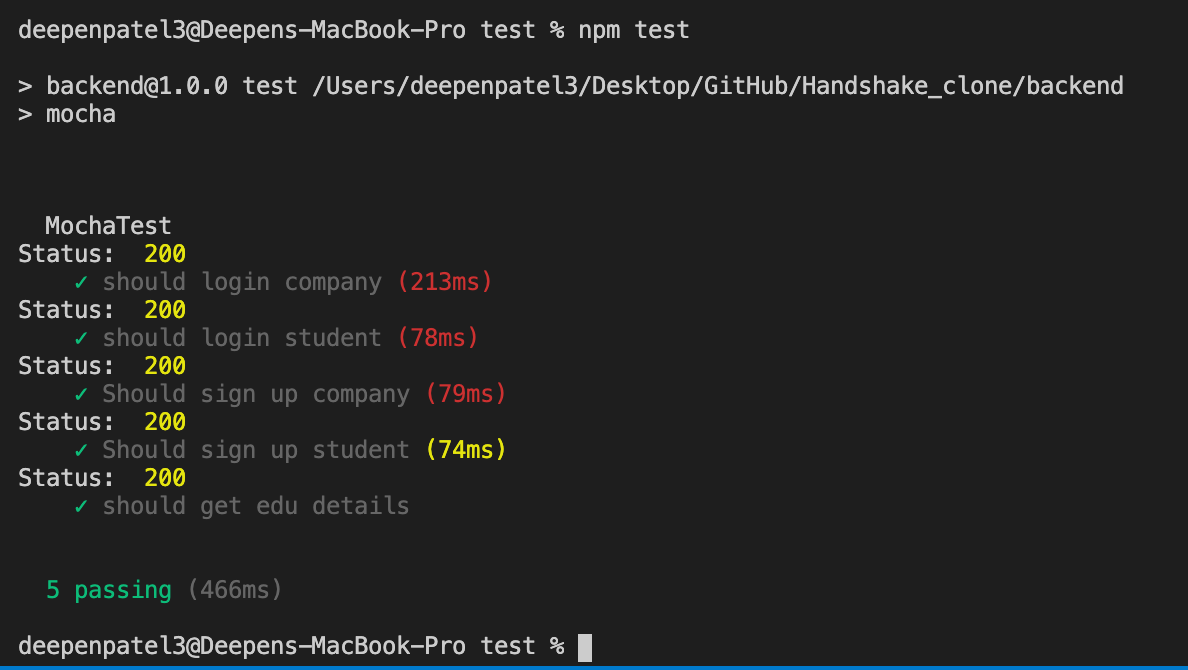 deepenpatel3@Deepens-MacBook-Pro test % npm test
> backend@1.0.0 test /Users/deepenpatel3/Desktop/GitHub/Handshake_clone/backend
> mocha
MochaTest
Status:  200
✓ should login company (213ms)
Status:  200
✓ should login student (78ms)
Status:  200
✓ Should sign up company (79ms)
Status:  200
✓ Should sign up student (74ms)
Status:  200
✓ should get edu details
5 passing (466ms)
deepenpatel3@Deepens-MacBook-Pro test %